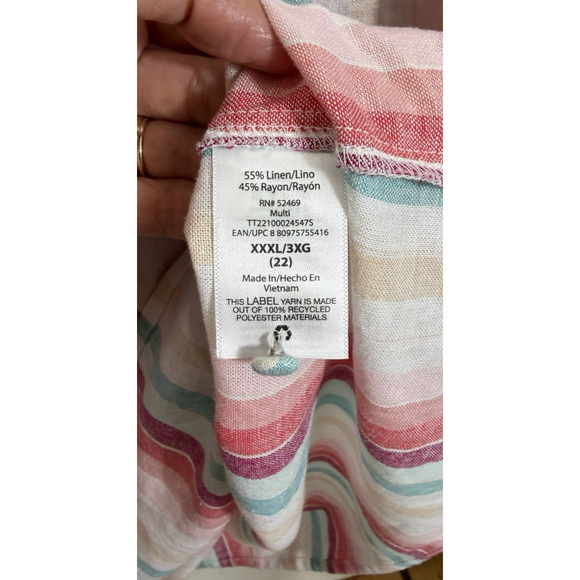 55% Linen/Lino
45% Rayon/Rayón
RN# 52469
Multi
TT22100024547S
EAN/UPC 8 80975755416
XXXL/3XG
(22)
Made In/Hecho En
Vietnam
THIS LABEL YARN IS MADE
OUT OF 100% RECYCLED
POLYESTER MATERIALS